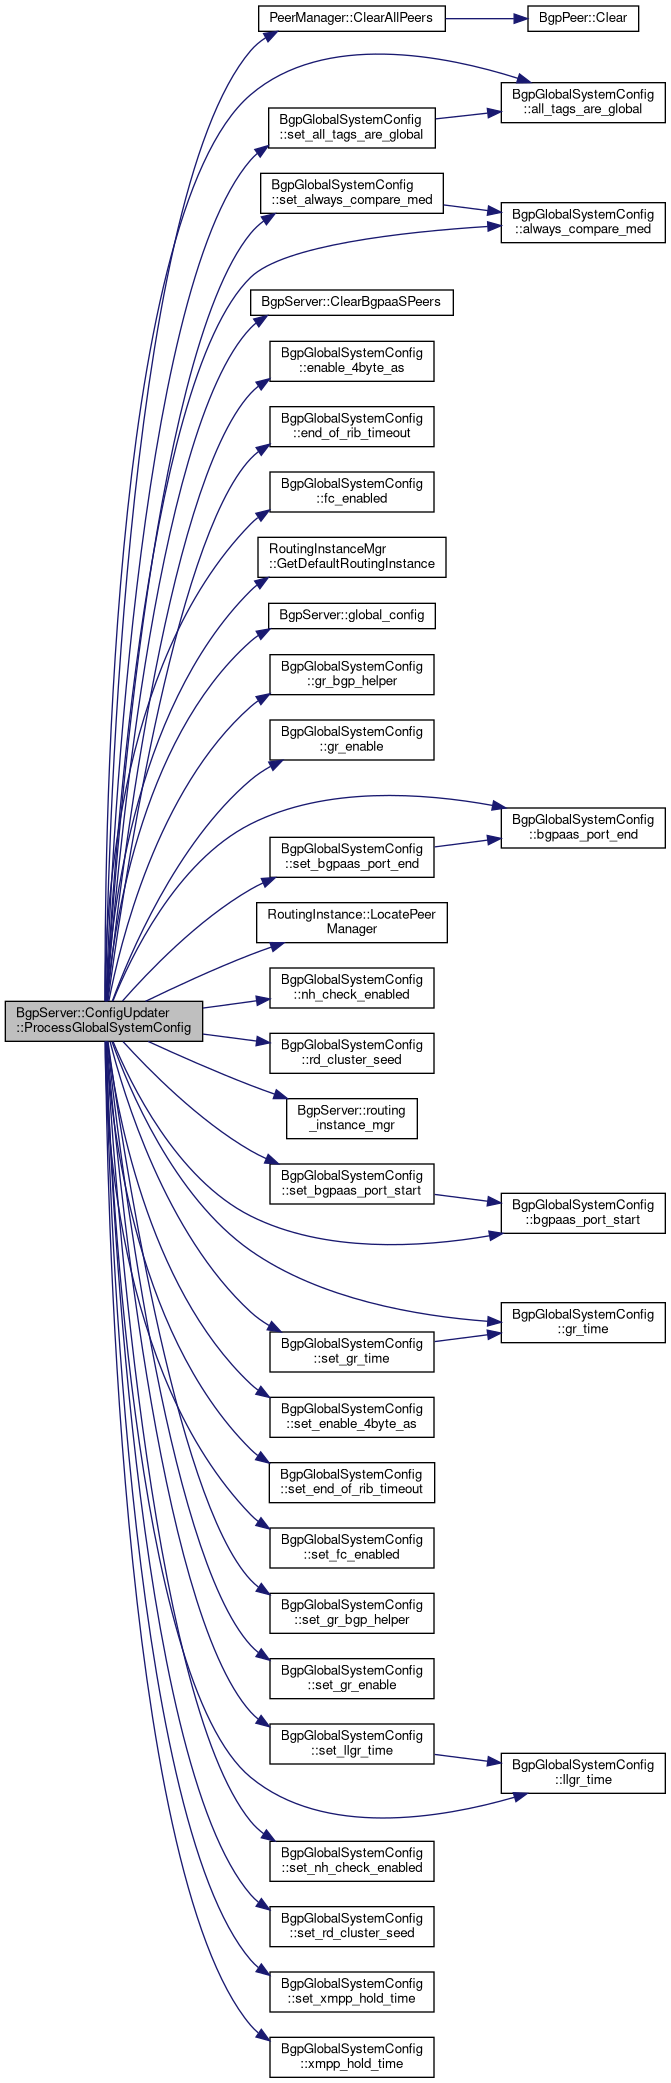 PeerManager::ClearAllPeers
BgpPeer::Clear
BgpGlobalSystemConfig
::all_tags_are_global
BgpGlobalSystemConfig
::set_all_tags_are_global
BgpGlobalSystemConfig
::set_always_compare_med
BgpGlobalSystemConfig
::always_compare_med
BgpServer::ClearBgpaaSPeers
BgpGlobalSystemConfig
::enable_4byte_as
BgpGlobalSystemConfig
::end_of_rib_timeout
BgpGlobalSystemConfig
::fc_enabled
RoutingInstanceMgr
::GetDefaultRoutingInstance
BgpServer::global_config
BgpGlobalSystemConfig
::gr_bgp_helper
BgpGlobalSystemConfig
::gr_enable
BgpGlobalSystemConfig
::bgpaas_port_end
BgpGlobalSystemConfig
::set_bgpaas_port_end
RoutingInstance::LocatePeer
Manager
BgpGlobalSystemConfig
::nh_check_enabled
BgpServer::ConfigUpdater
::ProcessGlobalSystemConfig
BgpGlobalSystemConfig
::rd_cluster_seed
BgpServer::routing
_instance_mgr
BgpGlobalSystemConfig
::set_bgpaas_port_start
BgpGlobalSystemConfig
::bgpaas_port_start
BgpGlobalSystemConfig
::gr_time
BgpGlobalSystemConfig
::set_gr_time
BgpGlobalSystemConfig
::set_enable_4byte_as
BgpGlobalSystemConfig
::set_end_of_rib_timeout
BgpGlobalSystemConfig
::set_fc_enabled
BgpGlobalSystemConfig
::set_gr_bgp_helper
BgpGlobalSystemConfig
::set_gr_enable
BgpGlobalSystemConfig
::set_llgr_time
BgpGlobalSystemConfig
::llgr_time
BgpGlobalSystemConfig
::set_nh_check_enabled
BgpGlobalSystemConfig
::set_rd_cluster_seed
BgpGlobalSystemConfig
::set_xmpp_hold_time
BgpGlobalSystemConfig
::xmpp_hold_time